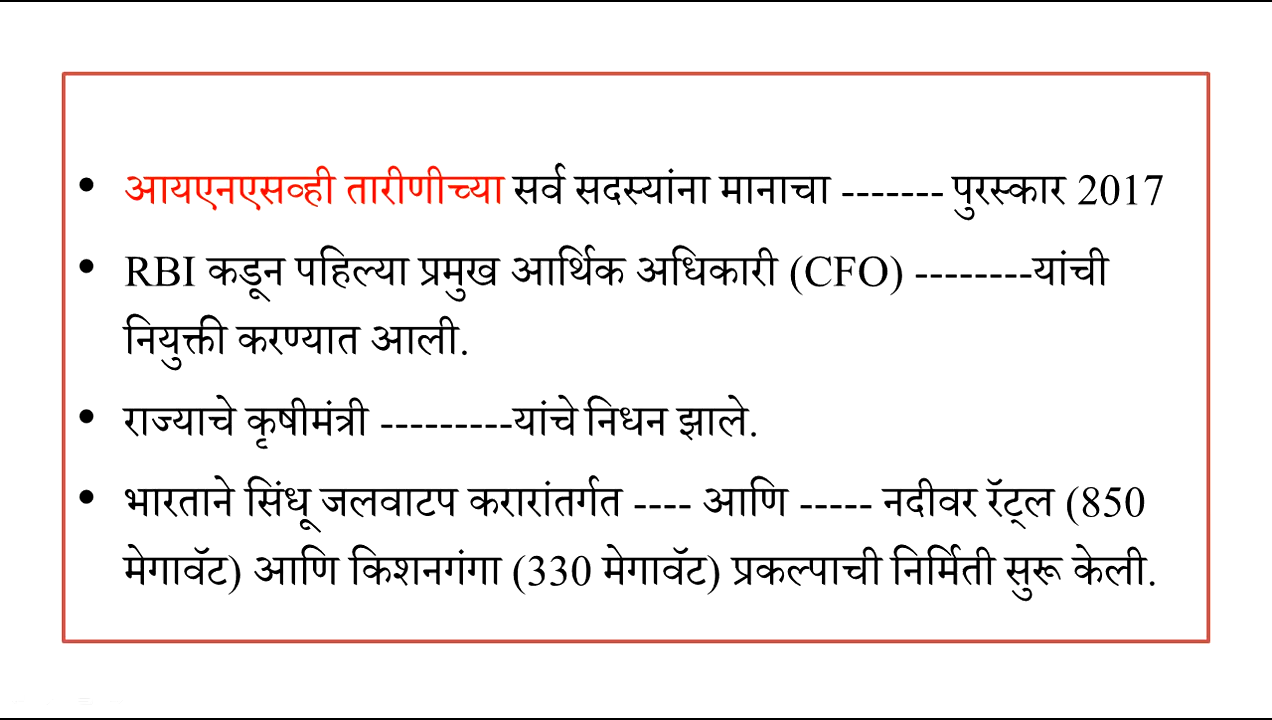 • आयएनएसव्ही तारीणीच्या सर्व सदस्यांना मानाचा ------- पुरस्कार 2017
• RBI कडून पहिल्या प्रमुख आर्थिक अधिकारी (CFO) --------यांची
नियुक्ती करण्यात आली.
• राज्याचे कृषीमंत्री ---------यांचे निधन झाले.
• भारताने सिंधू जलवाटप करारांतर्गत ---- आणि ----- नदीवर रॅट्ल (850
मेगावॅट) आणि किशनगंगा (330 मेगावॅट) प्रकल्पाची निर्मिती सुरू केली.